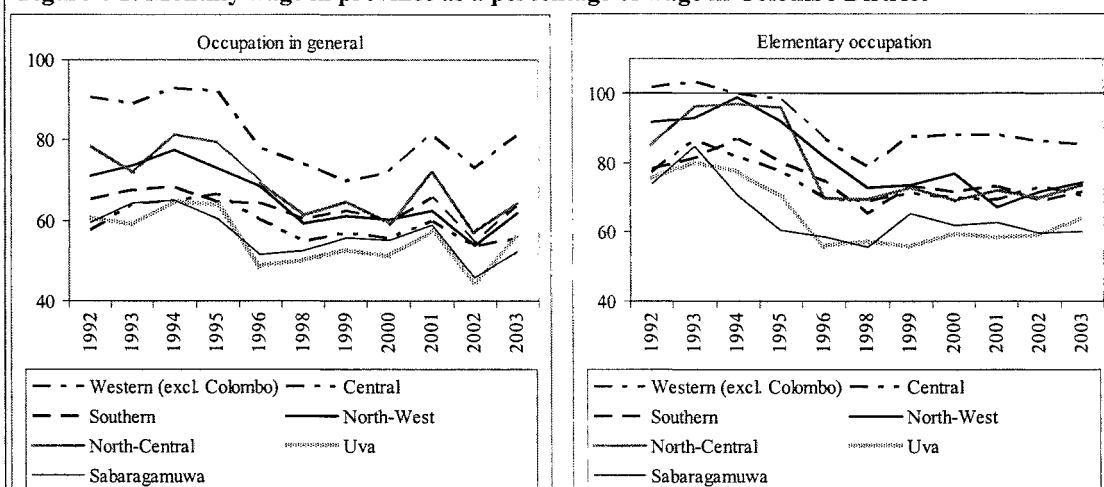 Monthly wage in province as a percentage of wage in Colombo District
Occupation in general
100
80
60
40
1992 1993 1994 1995 1996 1998 1999 2000 2001 2002 2003
Western (excl. Colombo) Central
Southern North-West
North-Central Uva
Sabaragamuwa
Elementary occupation
100
80
60
40
1992 1993 1994 1995 1996 1998 1999 2000 2001 2002 2003
Western (excl. Colombo) Central
Southern North-West
North-Central Uva
Sabaragamuwa